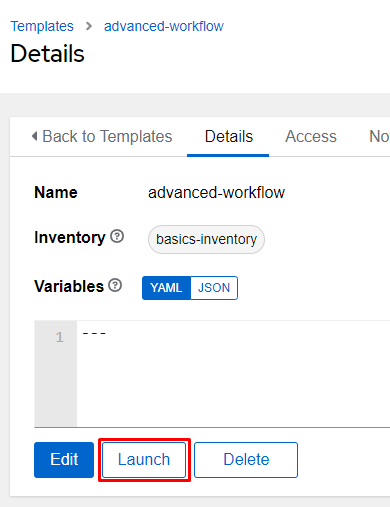 Templates > advanced-workflow
Details
Back to Templates Details Access No
Name advanced-workflow
Inventory ? basics-inventory
Variables ? YAML JSON
1 ---
Edit Launch Delete